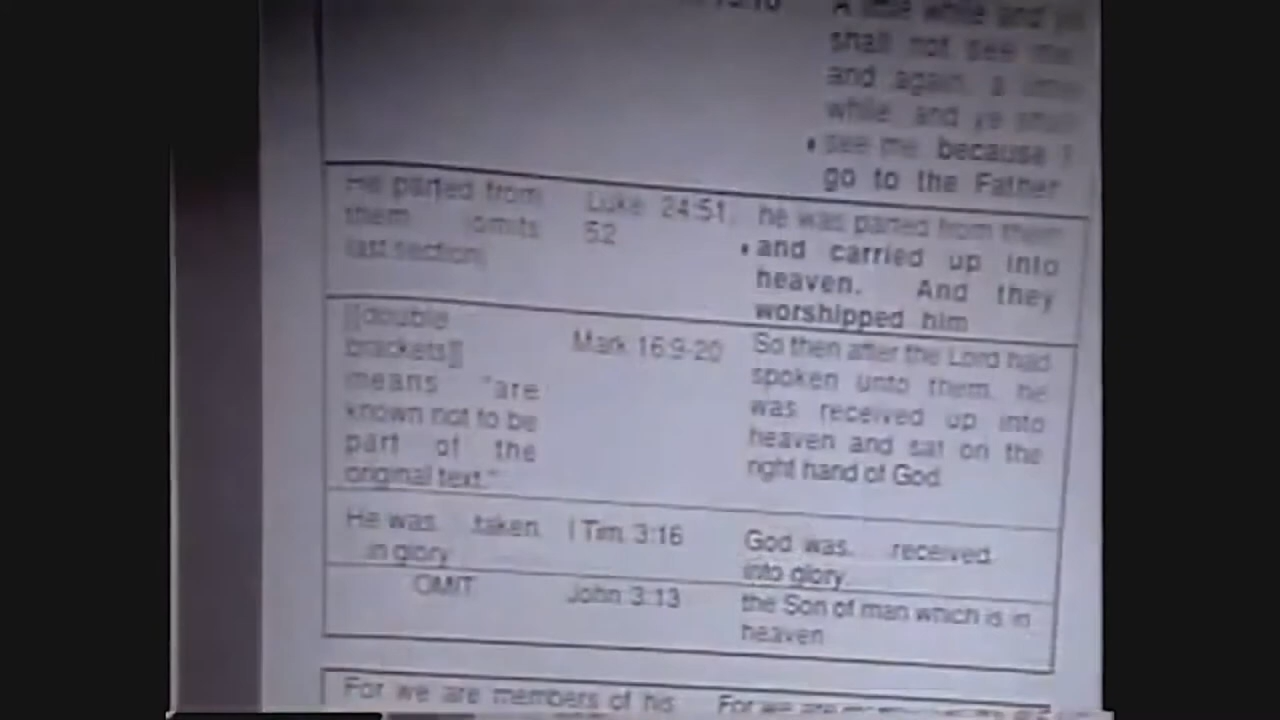 A little while and ye
shall not see me
and again, a little
while, and ye shall
see me because I
go to the Father
He parted from
them omits
last section)
Luke 24:51,
52
he was parted from them
and carried up into
heaven. And they
worshipped him
[[double
brackets]]
means "are
known not to be
part of the
original text."
Mark 16:9-20
So then after the Lord had
spoken unto them, he
was received up into
heaven and sat on the
right hand of God.
He was taken
in glory
I Tim. 3:16
God was received
into glory.
OMIT
John 3:13
the Son of man which is in
heaven
For we are members of his
For we are